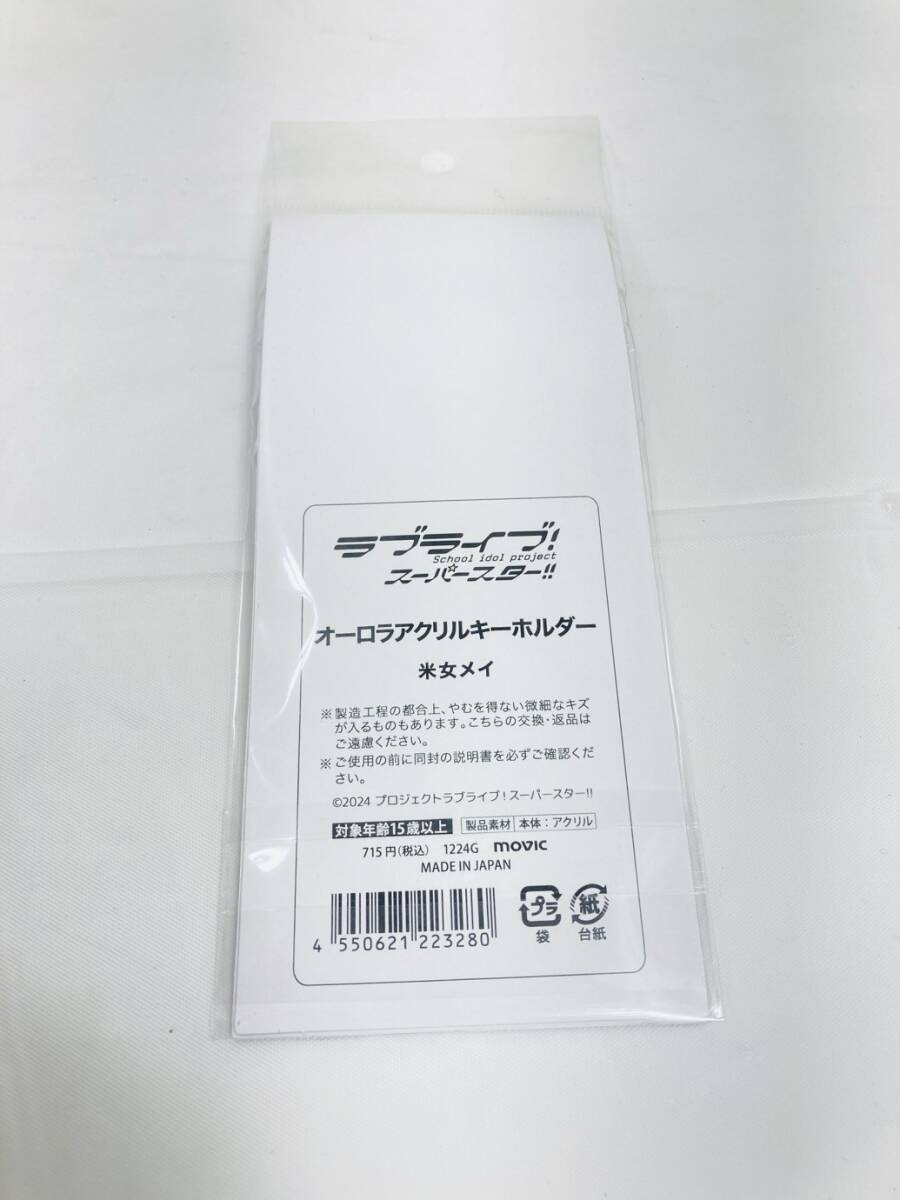 ラブライブ!
School idol project
スーパースター!!
オーロラアクリルキーホルダー
米女メイ
※製造工程の都合上、やむを得ない微細なキズ
が入るものもあります。こちらの交換・返品は
ご遠慮ください。
※ご使用の前に同封の説明書を必ずご確認くだ
さい。
©2024 プロジェクトラブライブ!スーパースター!!
対象年齢15歳以上 製品素材 本体:アクリル
715円(税込) 1224G movic
MADE IN JAPAN
4 550621 223280
プラ 紙
袋 台紙